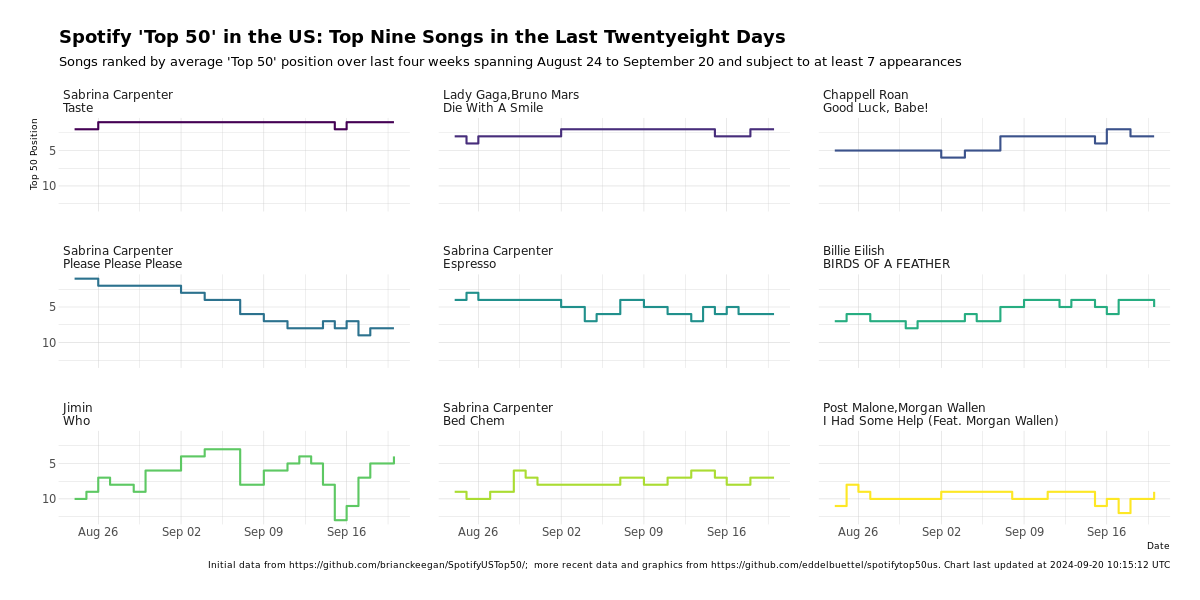 Spotify 'Top 50' in the US: Top Nine Songs in the Last Twentyeight Days
Songs ranked by average 'Top 50' position over last four weeks spanning August 24 to September 20 and subject to at least 7 appearances
Sabrina Carpenter
Taste
Lady Gaga,Bruno Mars
Die With A Smile
Chappell Roan
Good Luck, Babe!
Top 50 Position
5
10
Sabrina Carpenter
Please Please Please
Sabrina Carpenter
Espresso
Billie Eilish
BIRDS OF A FEATHER
5
10
Jimin
Who
Sabrina Carpenter
Bed Chem
Post Malone,Morgan Wallen
I Had Some Help (Feat. Morgan Wallen)
5
10
Aug 26 Sep 02 Sep 09 Sep 16
Aug 26 Sep 02 Sep 09 Sep 16
Aug 26 Sep 02 Sep 09 Sep 16
Date
Initial data from https://github.com/brianckeegan/SpotifyUSTop50/;  more recent data and graphics from https://github.com/eddelbuettel/spotifytop50us. Chart last updated at 2024-09-20 10:15:12 UTC